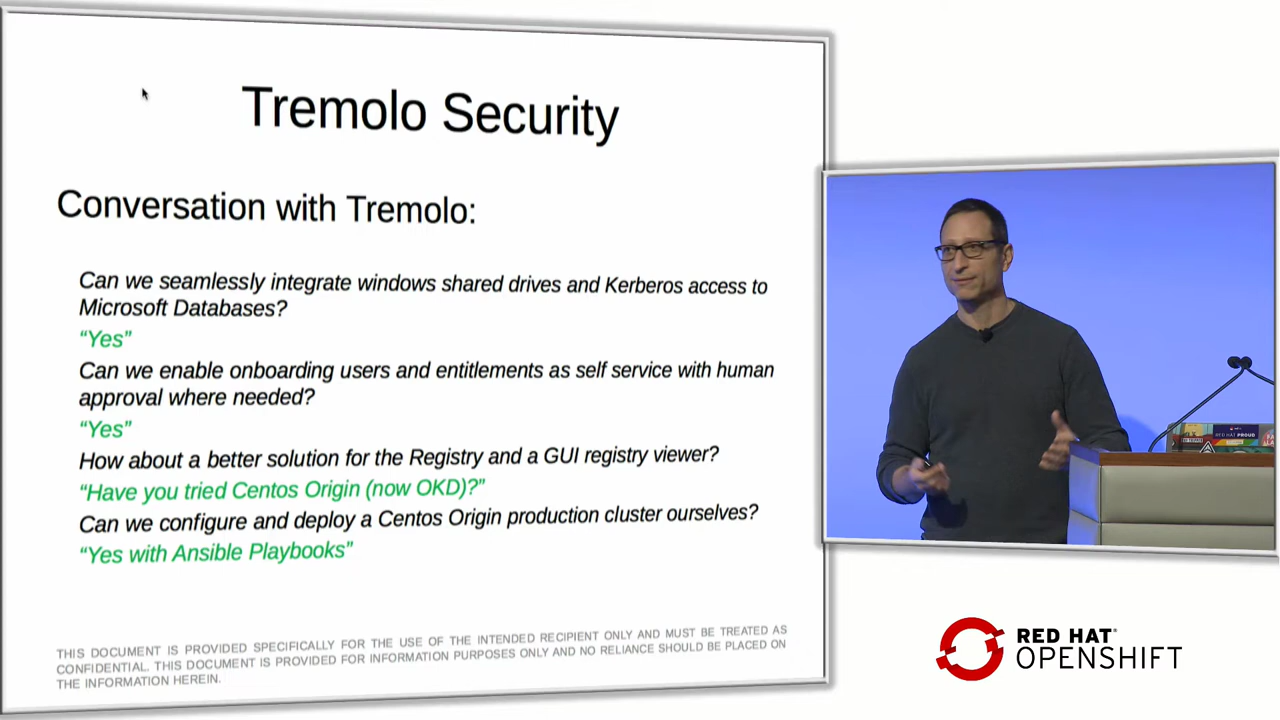 Tremolo Security
Conversation with Tremolo:
Can we seamlessly integrate windows shared drives and Kerberos access to
Microsoft Databases?
“Yes”
Can we enable onboarding users and entitlements as self service with human
approval where needed?
“Yes”
How about a better solution for the Registry and a GUI registry viewer?
“Have you tried Centos Origin (now OKD)?”
Can we configure and deploy a Centos Origin production cluster ourselves?
“Yes with Ansible Playbooks”
THIS DOCUMENT IS PROVIDED SPECIFICALLY FOR THE USE OF THE INTENDED RECIPIENT ONLY AND MUST BE TREATED AS
CONFIDENTIAL. THIS DOCUMENT IS PROVIDED FOR INFORMATION PURPOSES ONLY AND NO RELIANCE SHOULD BE PLACED ON
THE INFORMATION HEREIN.
RED HAT PROUD
RED HAT®
OPENSHIFT